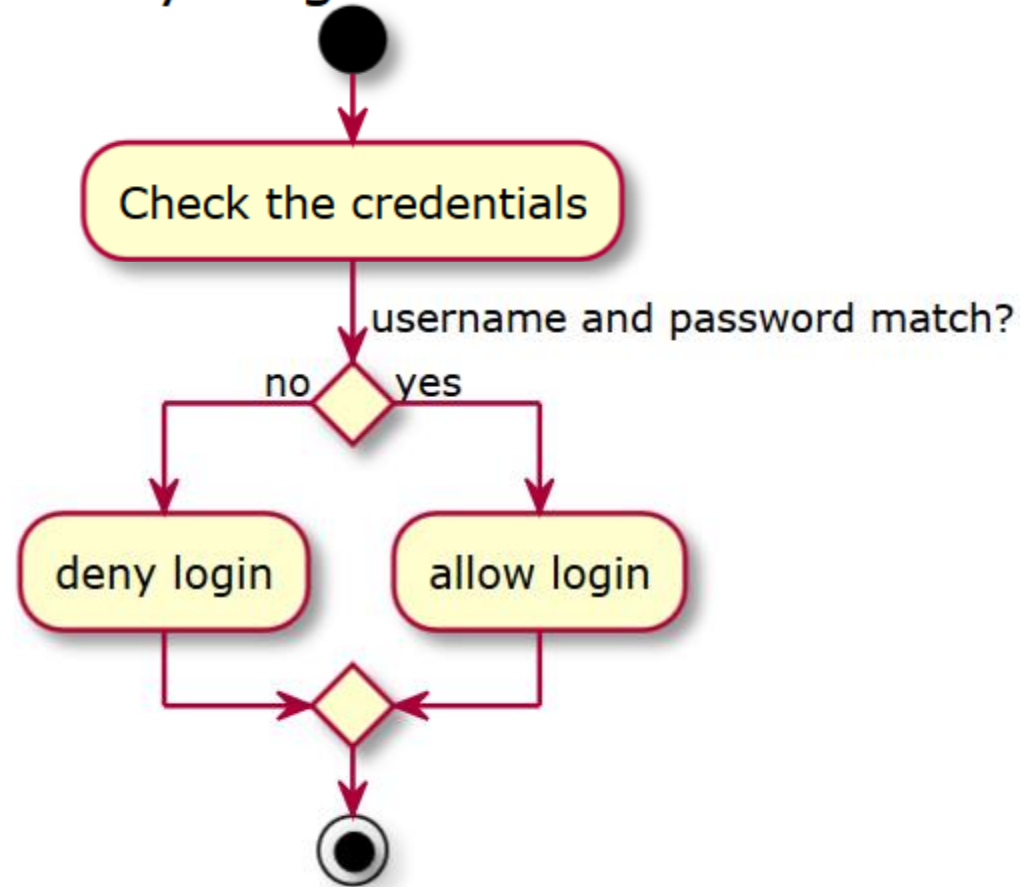 Check the credentials
username and password match?
no
yes
deny login
allow login